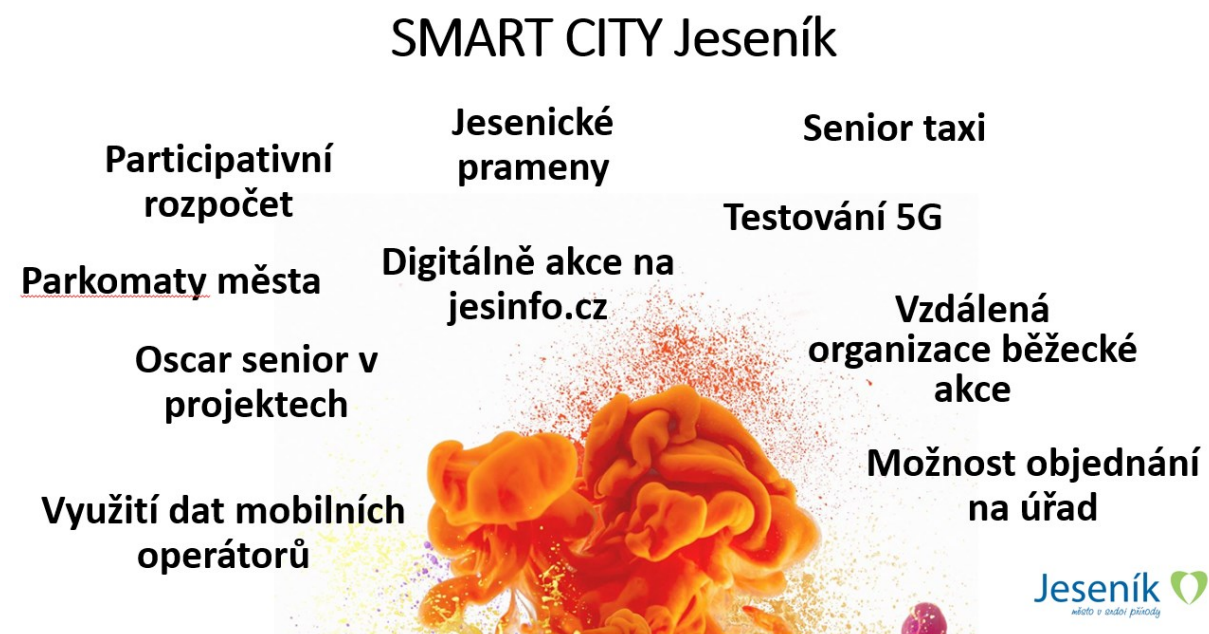 SMART CITY Jeseník
Jesenické
prameny
Senior taxi
Participativní
rozpočet
Testování 5G
Digitálně akce na
jesinfo.cz
Parkomaty města
Vzdálená
organizace běžecké
akce
Oscar senior v
projektech
Možnost objednání
na úřad
Využití dat mobilních
operátorů
Jeseník
město v srdci přírody